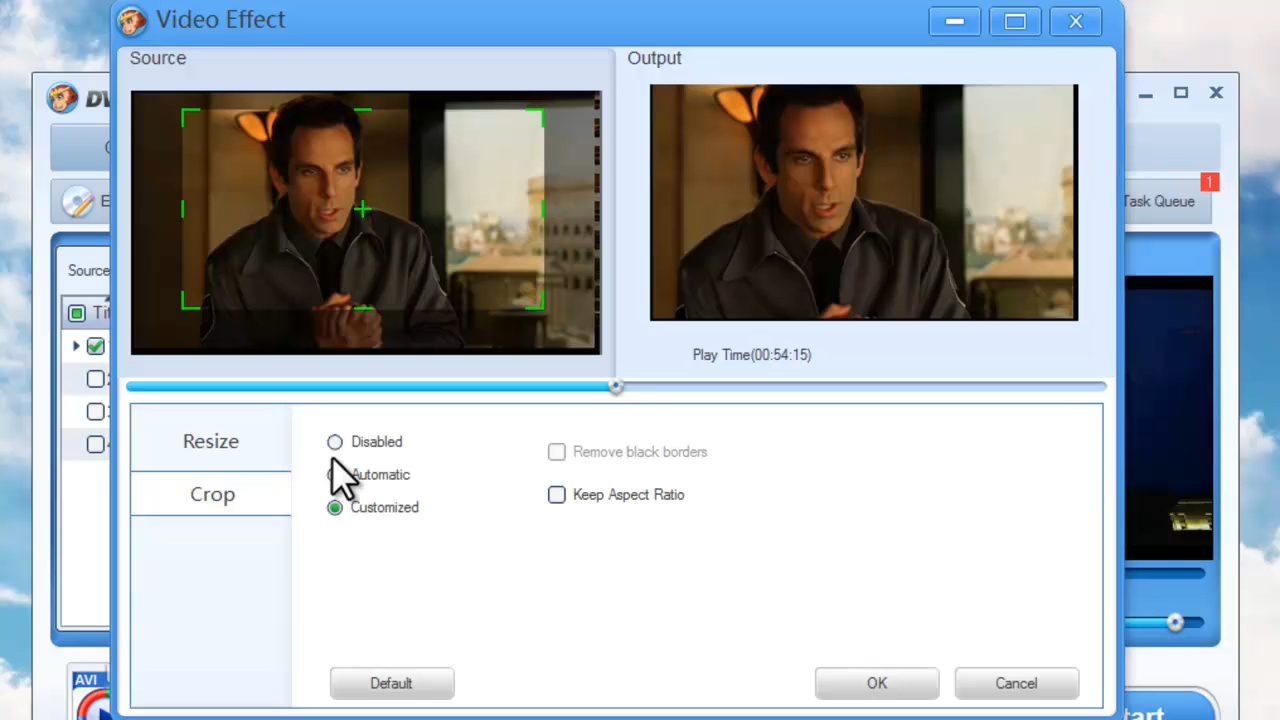 Video Effect
Source
Output
DV
Task Queue
1
Source
Play Time(00:54:15)
Resize
Crop
Disabled
Automatic
Customized
Remove black borders
Keep Aspect Ratio
Default
OK
Cancel
AVI